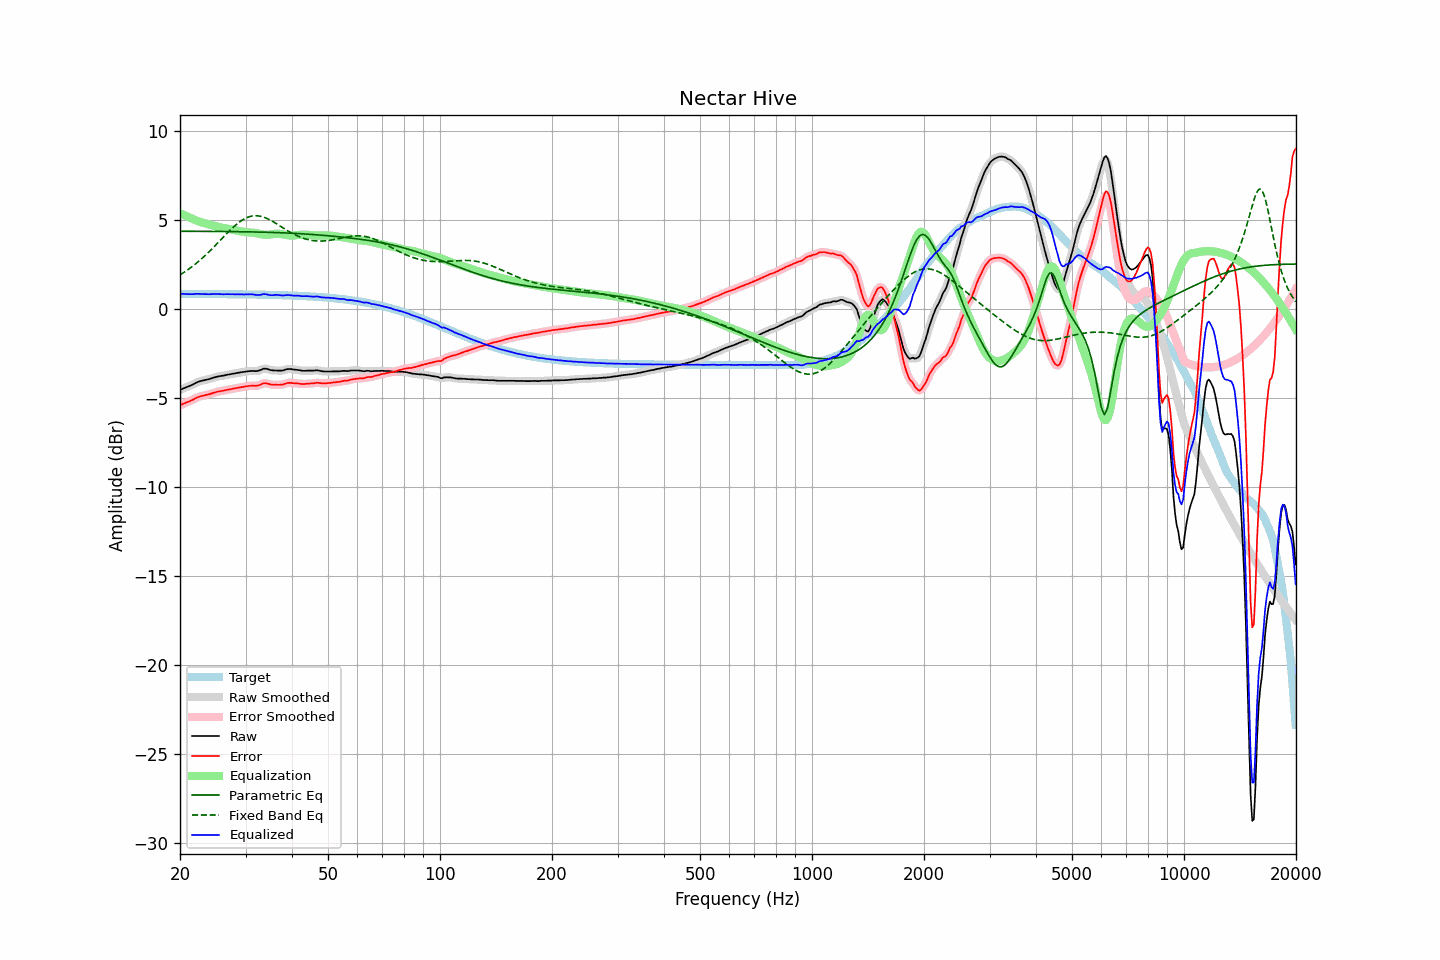 Nectar Hive
10
5
0
−5
−10
−15
−20
−25
−30
Amplitude (dBr)
Target
Raw Smoothed
Error Smoothed
Raw
Error
Equalization
Parametric Eq
Fixed Band Eq
Equalized
20 50 100 200 500 1000 2000 5000 10000 20000
Frequency (Hz)